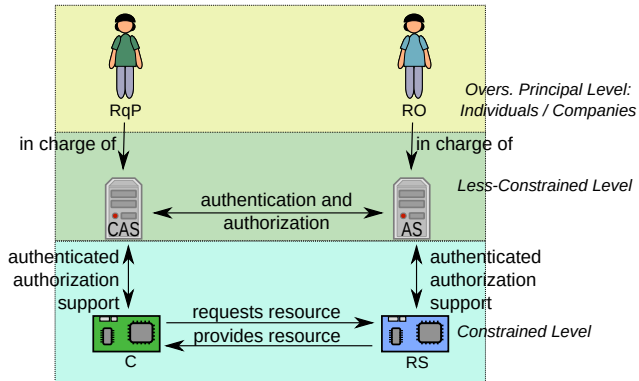 RqP
RO
Overs. Principal Level:
Individuals / Companies
in charge of
in charge of
Less-Constrained Level
authentication and
authorization
CAS
AS
authenticated
authorization
support
authenticated
authorization
support
requests resource
provides resource
Constrained Level
C
RS